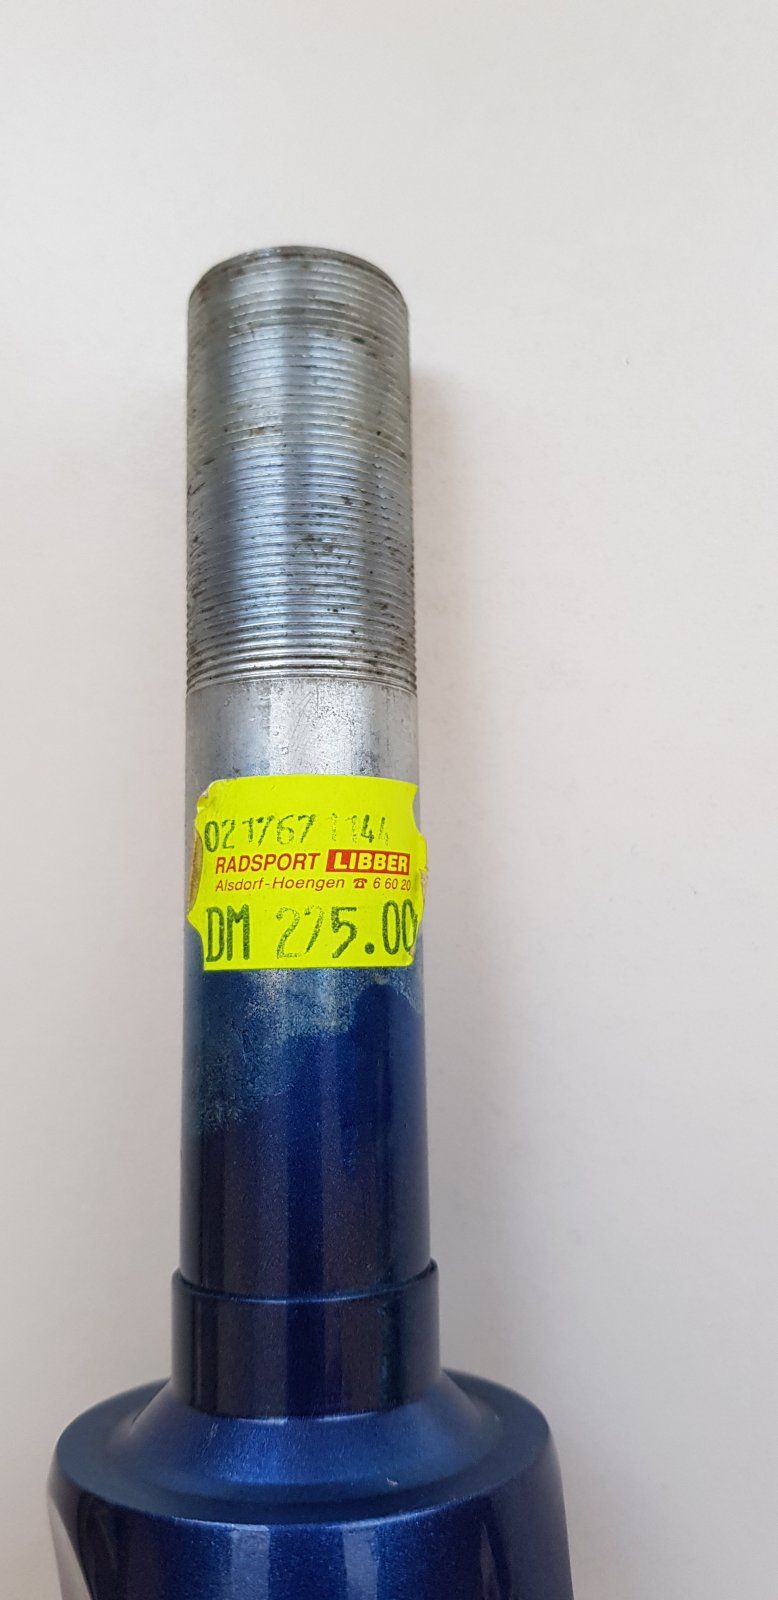 021767 1144
RADSPORT LIBBER
Alsdorf-Hoengen ☎ 6 60 20
DM 275.00